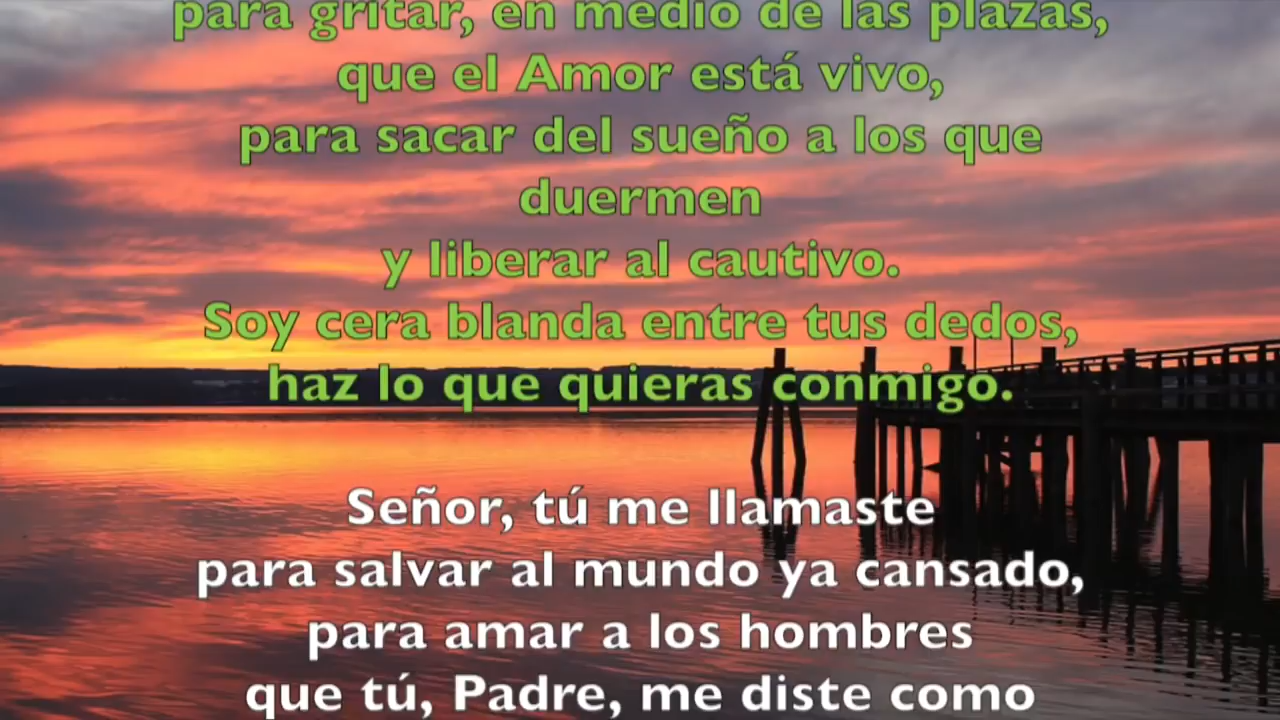 para gritar, en medio de las plazas,
que el Amor está vivo,
para sacar del sueño a los que
duermen
y liberar al cautivo.
Soy cera blanda entre tus dedos,
haz lo que quieras conmigo.
Señor, tú me llamaste
para salvar al mundo ya cansado,
para amar a los hombres
que tú, Padre, me diste como